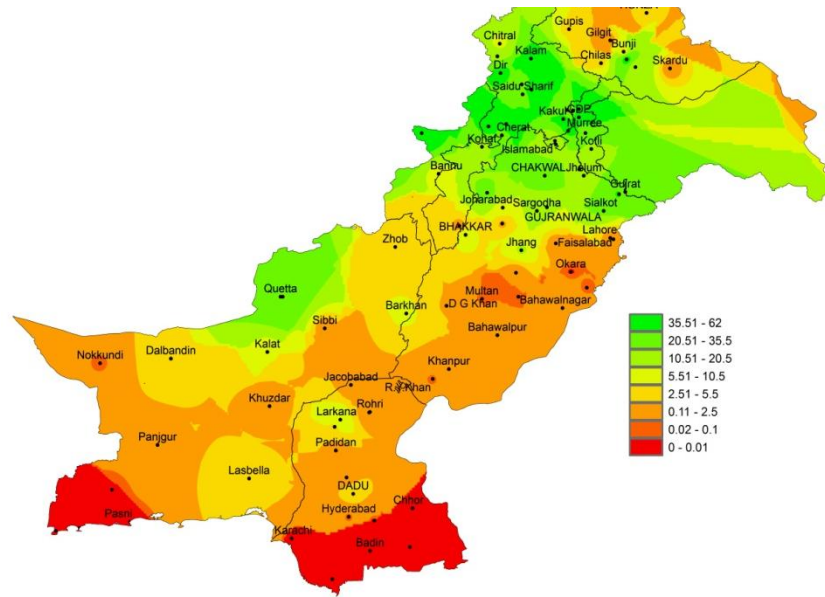 Gupis
Gilgit
Chitral
Bunji
Kalam
Chilas
Skardu
Dir
Saidu Sharif
Kakul
Murree
Cherat
Islamabad
Kohat
Kotli
Bannu
CHAKWAL
Jhelum
Gujrat
Joharabad
Sargodha
Sialkot
GUJRANWALA
BHAKKAR
Lahore
Zhob
Jhang
Faisalabad
Okara
Quetta
Multan
D G Khan
Bahawalnagar
Barkhan
35.51 - 62
Sibbi
20.51 - 35.5
Bahawalpur
10.51 - 20.5
Kalat
Nokkundi
Dalbandin
5.51 - 10.5
Khanpur
2.51 - 5.5
Jacobabad
R.Y.Khan
0.11 - 2.5
Khuzdar
Larkana
Rohri
0.02 - 0.1
Panjgur
Padidan
0 - 0.01
Lasbella
DADU
Chhor
Pasni
Hyderabad
Karachi
Badin